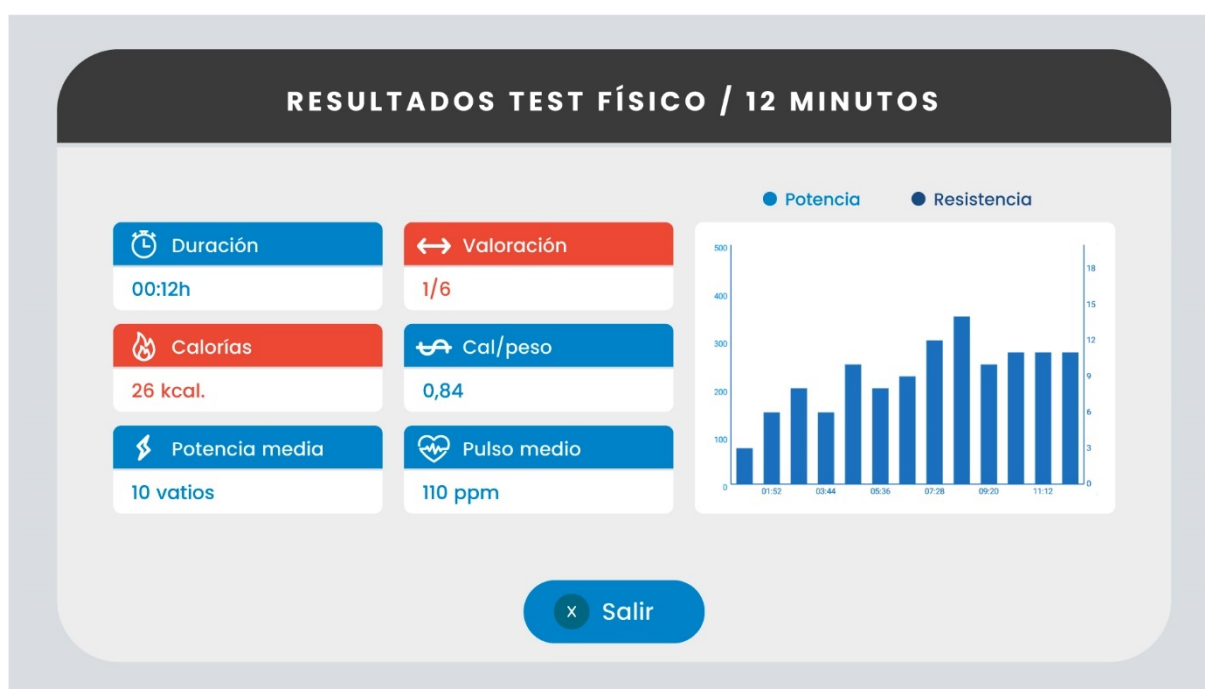 RESULTADOS TEST FÍSICO / 12 MINUTOS
Potencia Resistencia
Duración
00:12h
Valoración
1/6
Calorías
26 kcal.
Cal/peso
0,84
Potencia media
10 vatios
Pulso medio
110 ppm
500
400
300
200
100
0
18
15
12
9
6
3
0
01:52 03:44 05:36 07:28 09:20 11:12
X Salir